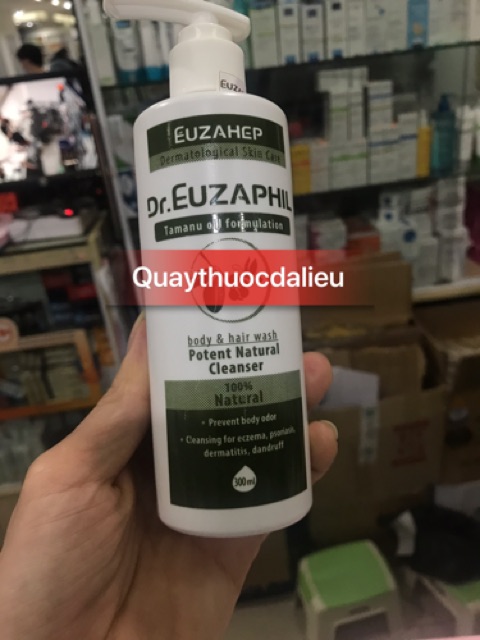 EUZA
EUZAHEP
Dermatological Skin Care
Dr.EUZAPHIL
Tamanu oil formulation
Quaythuocdalieu
body & hair wash
Potent Natural
Cleanser
100%
Natural
• Prevent body odor
• Cleansing for eczema, psoriasis,
dermatitis, dandruff
300ml